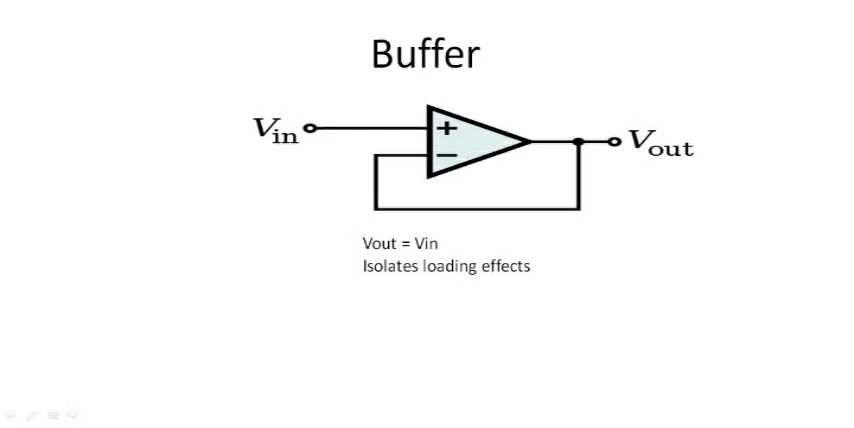 Buffer
Vin + Vout
−
Vout = Vin
Isolates loading effects